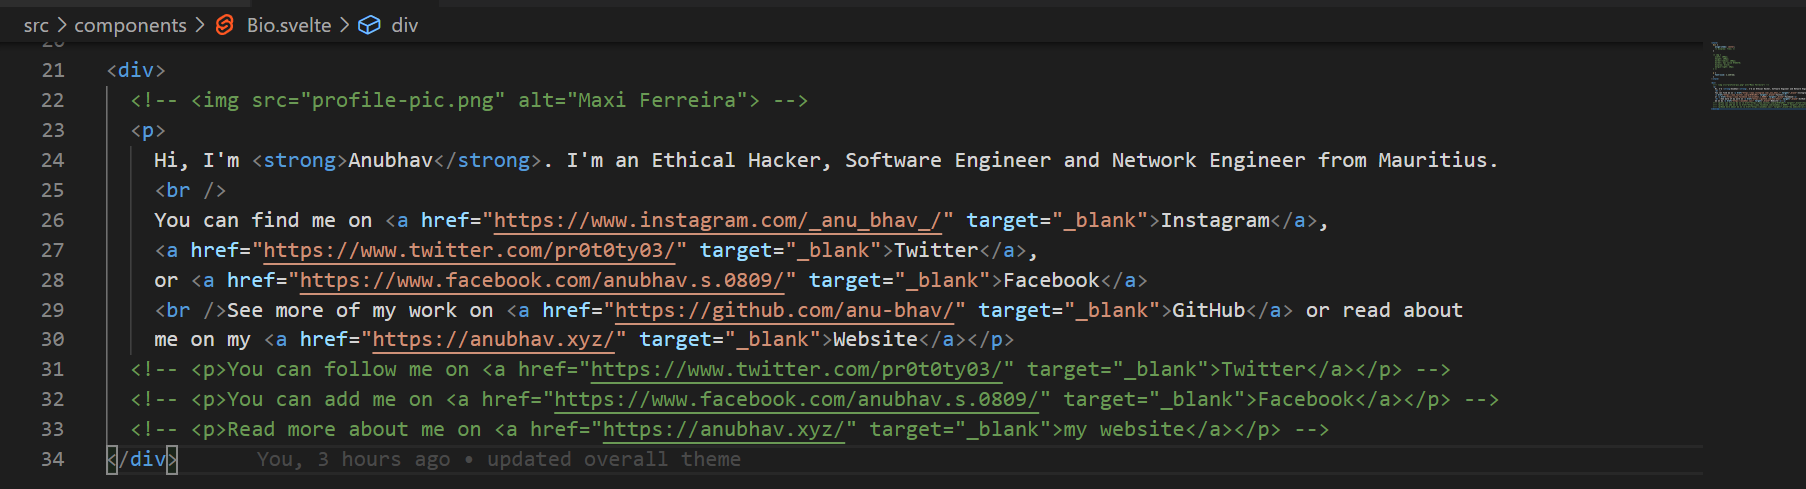 src > components > Bio.svelte > div
20
21 <div>
22 <!-- <img src="profile-pic.png" alt="Maxi Ferreira"> -->
23 <p>
24 Hi, I'm <strong>Anubhav</strong>. I'm an Ethical Hacker, Software Engineer and Network Engineer from Mauritius.
25 <br />
26 You can find me on <a href="https://www.instagram.com/_anu_bhav_/" target="_blank">Instagram</a>,
27 <a href="https://www.twitter.com/pr0t0ty03/" target="_blank">Twitter</a>,
28 or <a href="https://www.facebook.com/anubhav.s.0809/" target="_blank">Facebook</a>
29 <br />See more of my work on <a href="https://github.com/anu-bhav/" target="_blank">GitHub</a> or read about
30 me on my <a href="https://anubhav.xyz/" target="_blank">Website</a></p>
31 <!-- <p>You can follow me on <a href="https://www.twitter.com/pr0t0ty03/" target="_blank">Twitter</a></p> -->
32 <!-- <p>You can add me on <a href="https://www.facebook.com/anubhav.s.0809/" target="_blank">Facebook</a></p> -->
33 <!-- <p>Read more about me on <a href="https://anubhav.xyz/" target="_blank">my website</a></p> -->
34 </div> You, 3 hours ago • updated overall theme